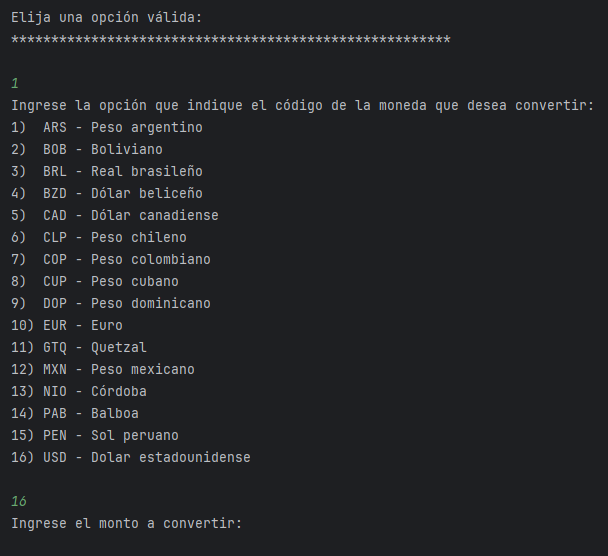 Elija una opción válida:
*******************************************************
1
Ingrese la opción que indique el código de la moneda que desea convertir:
1)  ARS - Peso argentino
2)  BOB - Boliviano
3)  BRL - Real brasileño
4)  BZD - Dólar beliceño
5)  CAD - Dólar canadiense
6)  CLP - Peso chileno
7)  COP - Peso colombiano
8)  CUP - Peso cubano
9)  DOP - Peso dominicano
10) EUR - Euro
11) GTQ - Quetzal
12) MXN - Peso mexicano
13) NIO - Córdoba
14) PAB - Balboa
15) PEN - Sol peruano
16) USD - Dolar estadounidense
16
Ingrese el monto a convertir: